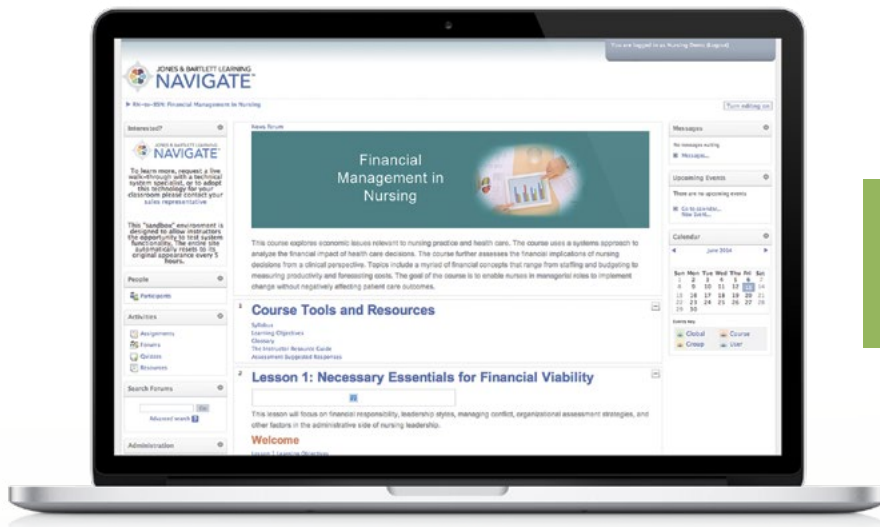 You are logged in as Nursing Demo (Logout)
JONES & BARTLETT LEARNING
NAVIGATE
RN-to-BSN: Financial Management in Nursing
Turn editing on
Interested?
JONES & BARTLETT LEARNING
NAVIGATE
To learn more, request a live
walk-through with a technical
system specialist, or to adopt
this technology for your
classroom please contact your
sales representative
This "sandbox" environment is
designed to allow instructors
the opportunity to test system
functionality. The entire site
automatically resets to its
original appearance every 5
hours.
People
Participants
Activities
Assignments
Forums
Quizzes
Resources
Search Forums
Go
Advanced search
Administration
News forum
Financial
Management in
Nursing
This course explores economic issues relevant to nursing practice and health care. The course uses a systems approach to
analyze the financial impact of health care decisions. The course further assesses the financial implications of nursing
decisions from a clinical perspective. Topics include a myriad of financial concepts that range from staffing and budgeting to
measuring productivity and forecasting costs. The goal of the course is to enable nurses in managerial roles to implement
change without negatively affecting patient care outcomes.
1
Course Tools and Resources
Syllabus
Learning Objectives
Glossary
The Instructor Resource Guide
Assessment Suggested Responses
2
Lesson 1: Necessary Essentials for Financial Viability
This lesson will focus on financial responsibility, leadership styles, managing conflict, organizational assessment strategies, and
other factors in the administrative side of nursing leadership.
Welcome
Lesson 1 Learning Objectives
Messages
No messages waiting
Messages...
Upcoming Events
There are no upcoming events
Go to calendar...
New Event...
Calendar
June 2014
Sun Mon Tue Wed Thu Fri Sat
1 2 3 4 5 6 7
8 9 10 11 12 13 14
15 16 17 18 19 20 21
22 23 24 25 26 27 28
29 30
Events Key
Global Course
Group User